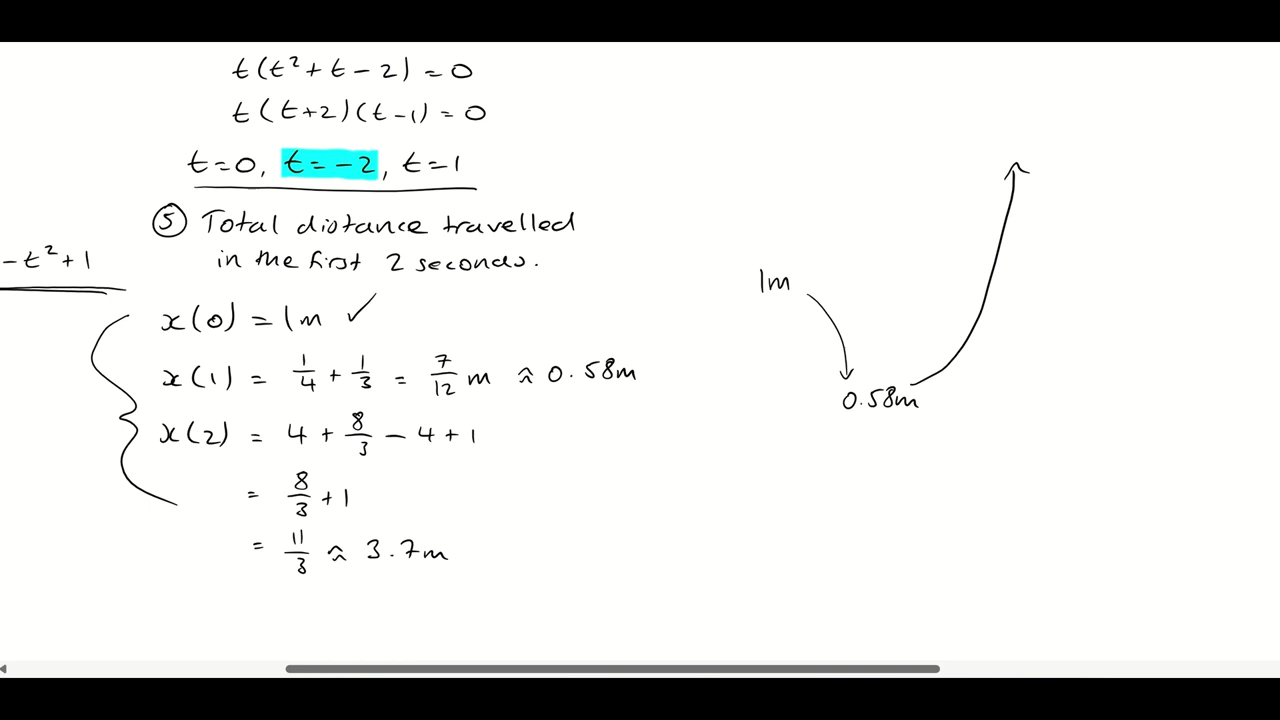 t(t²+t-2) = 0
t(t+2)(t-1) = 0
t=0, t=-2, t=1
⑤ Total distance travelled
in the first 2 seconds.
-t²+1
x(0) = 1m ✓
x(1) = 1/4 + 1/3 = 7/12 m ≈ 0.58m
x(2) = 4 + 8/3 - 4 + 1
= 8/3 + 1
= 11/3 ≈ 3.7m
1m
0.58m